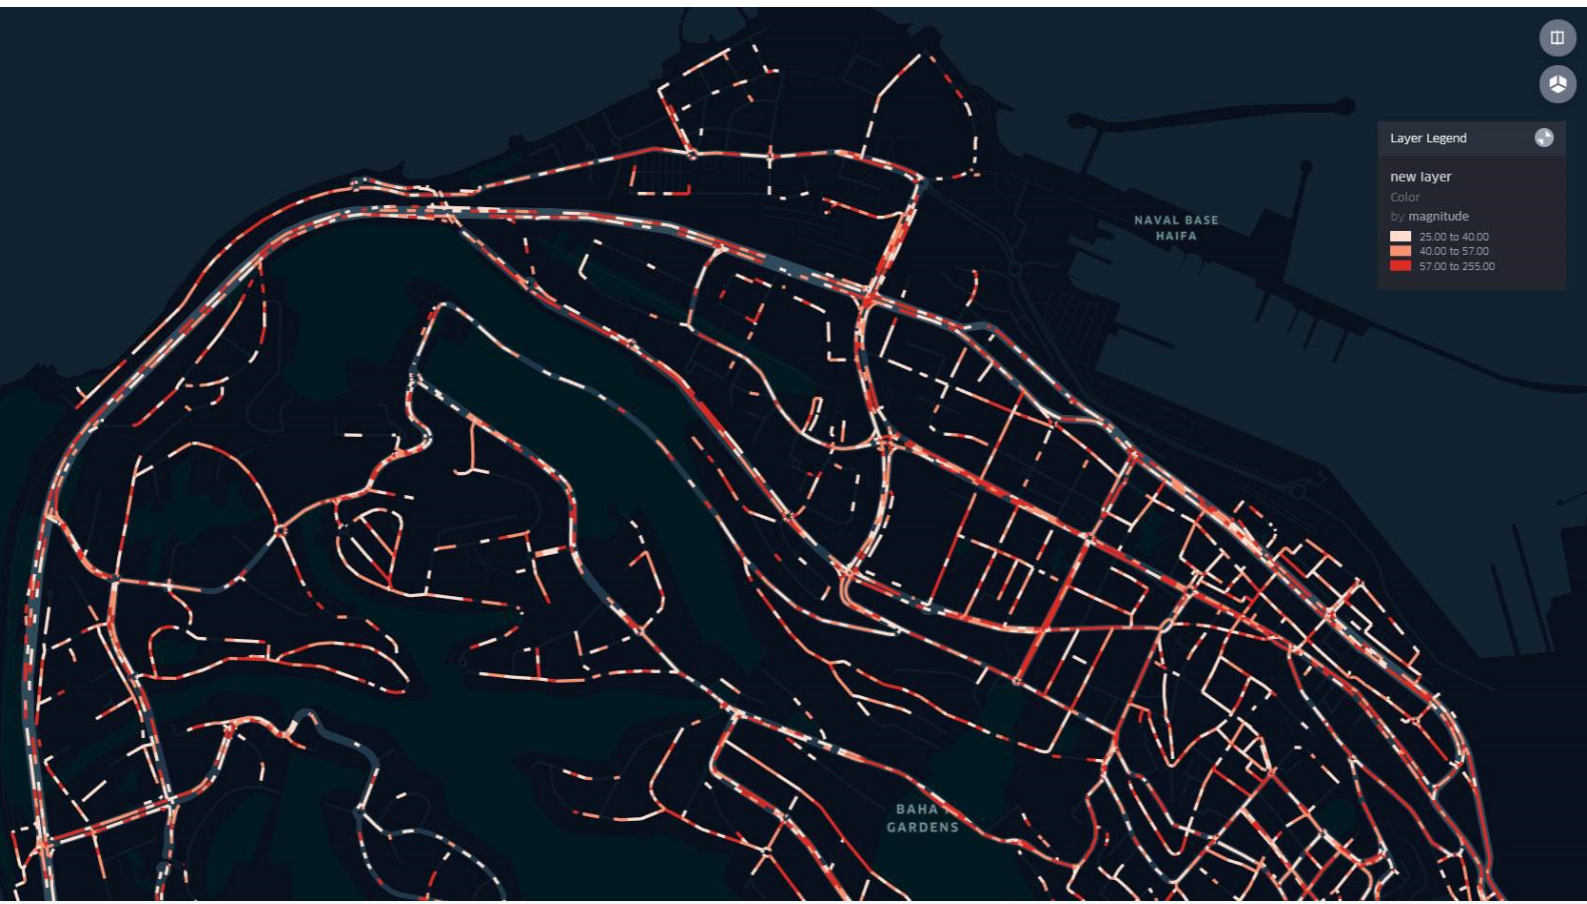 Layer Legend
new layer
Color
by magnitude
25.00 to 40.00
40.00 to 57.00
57.00 to 255.00
NAVAL BASE
HAIFA
BAHA
GARDENS